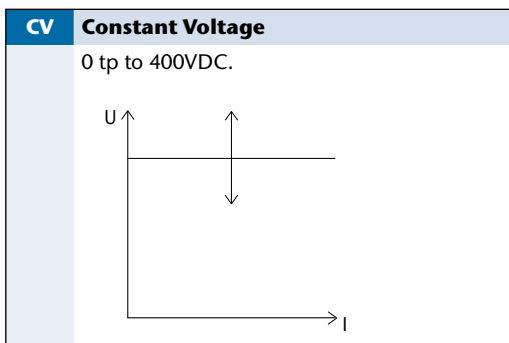 CV Constant Voltage
0 tp to 400VDC.
U
I